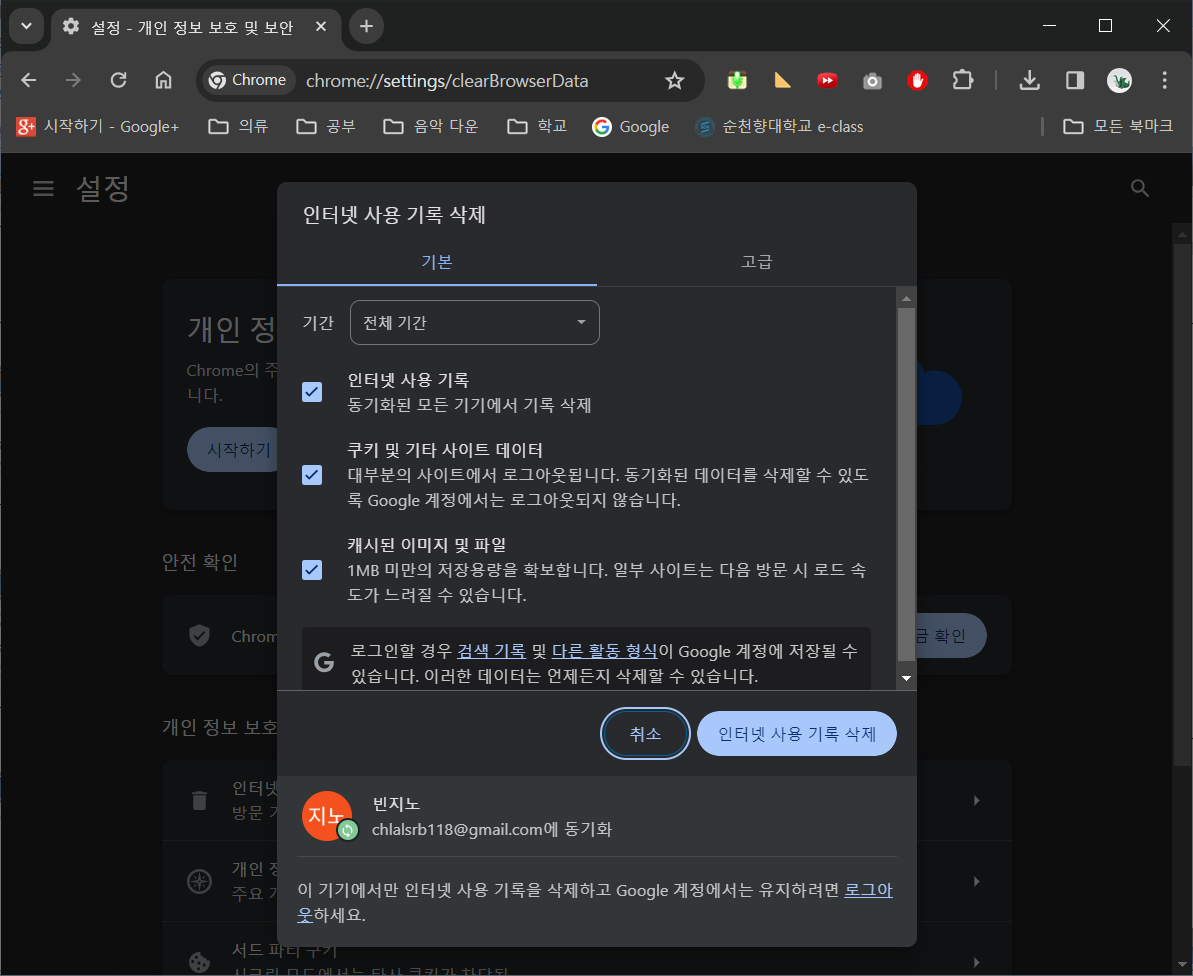 설정 - 개인 정보 보호 및 보안
Chrome
chrome://settings/clearBrowserData
시작하기 - Google+
의류
공부
음악 다운
학교
Google
순천향대학교 e-class
모든 북마크
설정
개인 정
Chrome의 주
니다.
시작하기
안전 확인
Chrom
금 확인
개인 정보 보호
인터넷
방문 기
개인 정
주요 기
서드 파티 쿠키
인터넷 사용 기록 삭제
기본
고급
기간
전체 기간
인터넷 사용 기록
동기화된 모든 기기에서 기록 삭제
쿠키 및 기타 사이트 데이터
대부분의 사이트에서 로그아웃됩니다. 동기화된 데이터를 삭제할 수 있도
록 Google 계정에서는 로그아웃되지 않습니다.
캐시된 이미지 및 파일
1MB 미만의 저장용량을 확보합니다. 일부 사이트는 다음 방문 시 로드 속
도가 느려질 수 있습니다.
G
로그인할 경우 검색 기록 및 다른 활동 형식이 Google 계정에 저장될 수
있습니다. 이러한 데이터는 언제든지 삭제할 수 있습니다.
취소
인터넷 사용 기록 삭제
지노
빈지노
chlalsrb118@gmail.com에 동기화
이 기기에서만 인터넷 사용 기록을 삭제하고 Google 계정에서는 유지하려면 로그아
웃하세요.